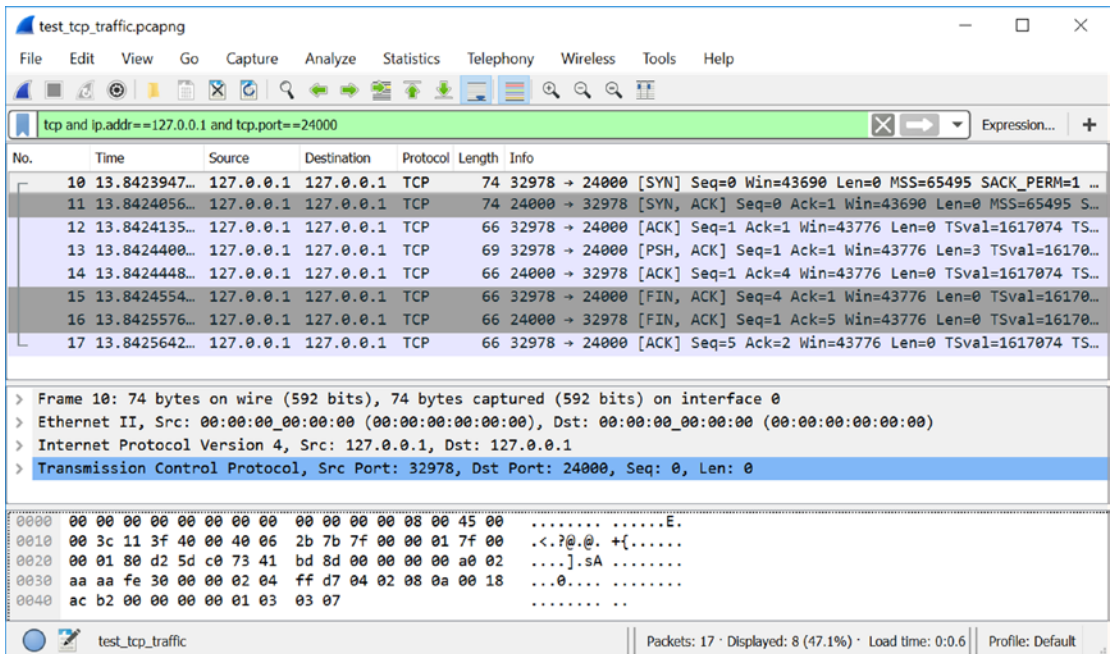 test_tcp_traffic.pcapng
File Edit View Go Capture Analyze Statistics Telephony Wireless Tools Help
tcp and ip.addr==127.0.0.1 and tcp.port==24000 Expression... +
No. Time Source Destination Protocol Length Info
10 13.8423947… 127.0.0.1 127.0.0.1 TCP 74 32978 → 24000 [SYN] Seq=0 Win=43690 Len=0 MSS=65495 SACK_PERM=1 …
11 13.8424056… 127.0.0.1 127.0.0.1 TCP 74 24000 → 32978 [SYN, ACK] Seq=0 Ack=1 Win=43690 Len=0 MSS=65495 S…
12 13.8424135… 127.0.0.1 127.0.0.1 TCP 66 32978 → 24000 [ACK] Seq=1 Ack=1 Win=43776 Len=0 TSval=1617074 TS…
13 13.8424400… 127.0.0.1 127.0.0.1 TCP 69 32978 → 24000 [PSH, ACK] Seq=1 Ack=1 Win=43776 Len=3 TSval=16170…
14 13.8424448… 127.0.0.1 127.0.0.1 TCP 66 24000 → 32978 [ACK] Seq=1 Ack=4 Win=43776 Len=0 TSval=1617074 TS…
15 13.8424554… 127.0.0.1 127.0.0.1 TCP 66 32978 → 24000 [FIN, ACK] Seq=4 Ack=1 Win=43776 Len=0 TSval=16170…
16 13.8425576… 127.0.0.1 127.0.0.1 TCP 66 24000 → 32978 [FIN, ACK] Seq=1 Ack=5 Win=43776 Len=0 TSval=16170…
17 13.8425642… 127.0.0.1 127.0.0.1 TCP 66 32978 → 24000 [ACK] Seq=5 Ack=2 Win=43776 Len=0 TSval=1617074 TS…
> Frame 10: 74 bytes on wire (592 bits), 74 bytes captured (592 bits) on interface 0
> Ethernet II, Src: 00:00:00_00:00:00 (00:00:00:00:00:00), Dst: 00:00:00_00:00:00 (00:00:00:00:00:00)
> Internet Protocol Version 4, Src: 127.0.0.1, Dst: 127.0.0.1
> Transmission Control Protocol, Src Port: 32978, Dst Port: 24000, Seq: 0, Len: 0
0000 00 00 00 00 00 00 00 00 00 00 00 00 08 00 45 00 ........ ......E.
0010 00 3c 11 3f 40 00 40 06 2b 7b 7f 00 00 01 7f 00 .<.?@.@. +{......
0020 00 01 80 d2 5d c0 73 41 bd 8d 00 00 00 00 a0 02 ....].sA ........
0030 aa aa fe 30 00 00 02 04 ff d7 04 02 08 0a 00 18 ...0.... ........
0040 ac b2 00 00 00 00 01 03 03 07 ........ ..
test_tcp_traffic Packets: 17 · Displayed: 8 (47.1%) · Load time: 0:0.6 Profile: Default